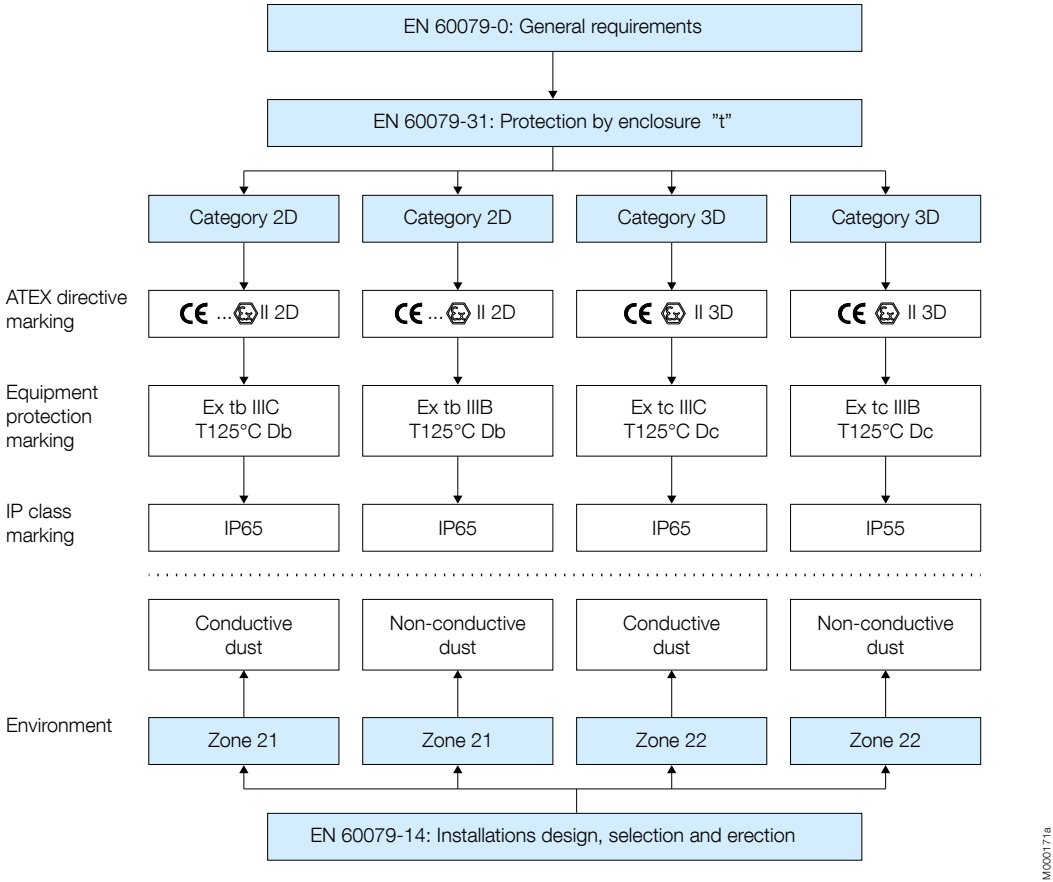 EN 60079-0: General requirements
EN 60079-31: Protection by enclosure ”t”
Category 2D
Category 2D
Category 3D
Category 3D
ATEX directive
marking
CE ... Ex II 2D
CE ... Ex II 2D
CE Ex II 3D
CE Ex II 3D
Equipment
protection
marking
Ex tb IIIC
T125°C Db
Ex tb IIIB
T125°C Db
Ex tc IIIC
T125°C Dc
Ex tc IIIB
T125°C Dc
IP class
marking
IP65
IP65
IP65
IP55
Conductive
dust
Non-conductive
dust
Conductive
dust
Non-conductive
dust
Environment
Zone 21
Zone 21
Zone 22
Zone 22
EN 60079-14: Installations design, selection and erection
M000171a